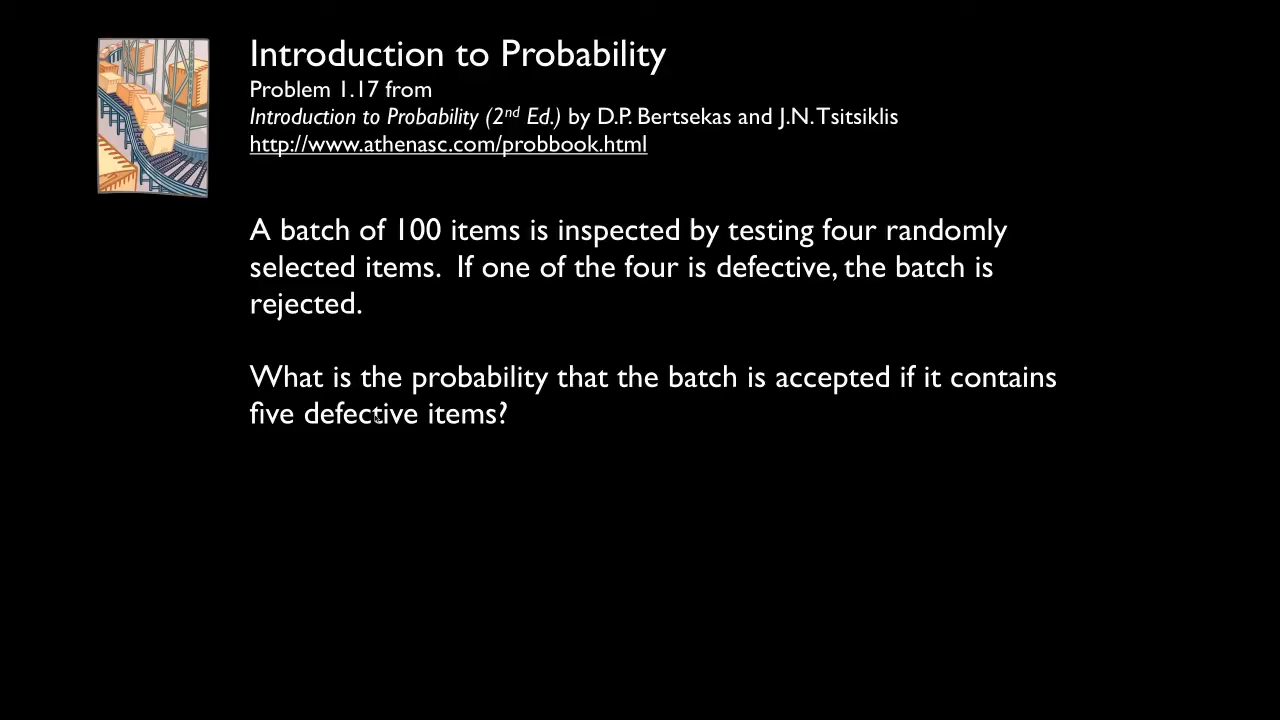 Introduction to Probability
Problem 1.17 from
Introduction to Probability (2nd Ed.) by D.P. Bertsekas and J.N. Tsitsiklis
http://www.athenasc.com/probbook.html
A batch of 100 items is inspected by testing four randomly
selected items.  If one of the four is defective, the batch is
rejected.
What is the probability that the batch is accepted if it contains
five defective items?